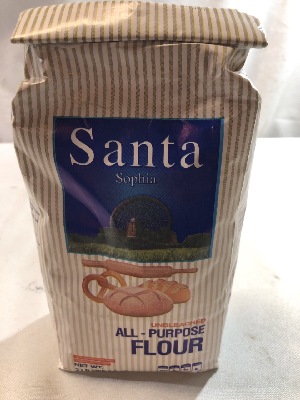 Santa
Sophia
UNBLEACHED
ALL - PURPOSE
FLOUR
NET WT.